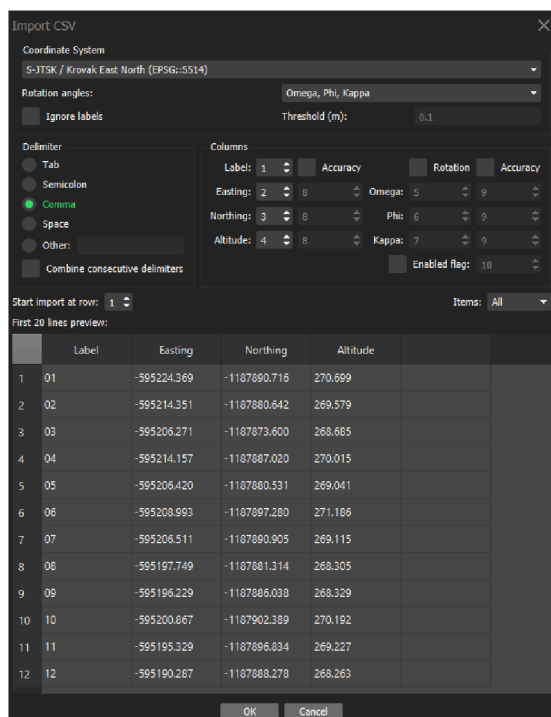 Import CSV
Coordinate System
S-JTSK / Krovak East North (EPSG::5514)
Rotation angles: Omega, Phi, Kappa
Ignore labels Threshold (m): 0.1
Delimiter Columns
Tab Label: 1 Accuracy Rotation Accuracy
Semicolon Easting: 2 8 Omega: 5 9
Comma Northing: 3 8 Phi: 6 9
Space Altitude: 4 8 Kappa: 7 9
Other: Enabled flag: 10
Combine consecutive delimiters
Start import at row: 1 Items: All
First 20 lines preview:
Label Easting Northing Altitude
1 01 -595224.369 -1187890.716 270.699
2 02 -595214.351 -1187880.642 269.579
3 03 -595206.271 -1187873.600 268.685
4 04 -595214.157 -1187887.020 270.015
5 05 -595206.420 -1187880.531 269.041
6 06 -595208.993 -1187897.280 271.186
7 07 -595206.511 -1187890.905 269.115
8 08 -595197.749 -1187881.314 268.305
9 09 -595196.229 -1187886.038 268.329
10 10 -595200.867 -1187902.389 270.192
11 11 -595195.329 -1187896.834 269.227
12 12 -595190.287 -1187888.278 268.263
OK Cancel